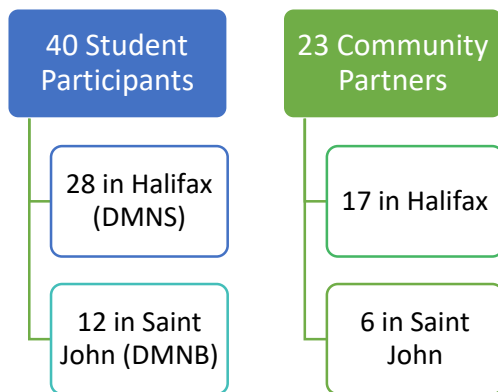 40 Student
Participants
28 in Halifax
(DMNS)
12 in Saint
John (DMNB)
23 Community
Partners
17 in Halifax
6 in Saint
John